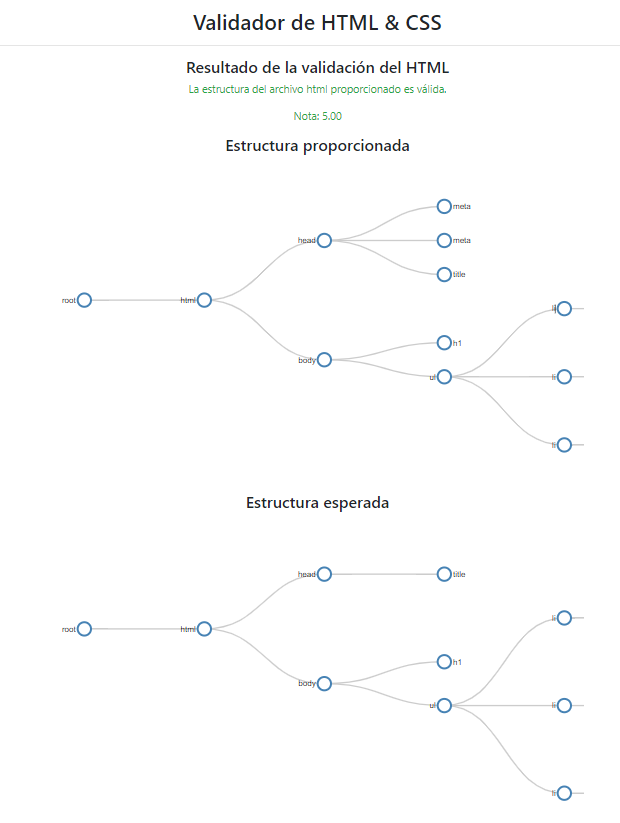 Validador de HTML & CSS
Resultado de la validación del HTML
La estructura del archivo html proporcionado es válida.
Nota: 5.00
Estructura proporcionada
meta
head
meta
title
root
html
li
h1
body
ul
li
li
Estructura esperada
head
title
li
root
html
h1
body
ul
li
li